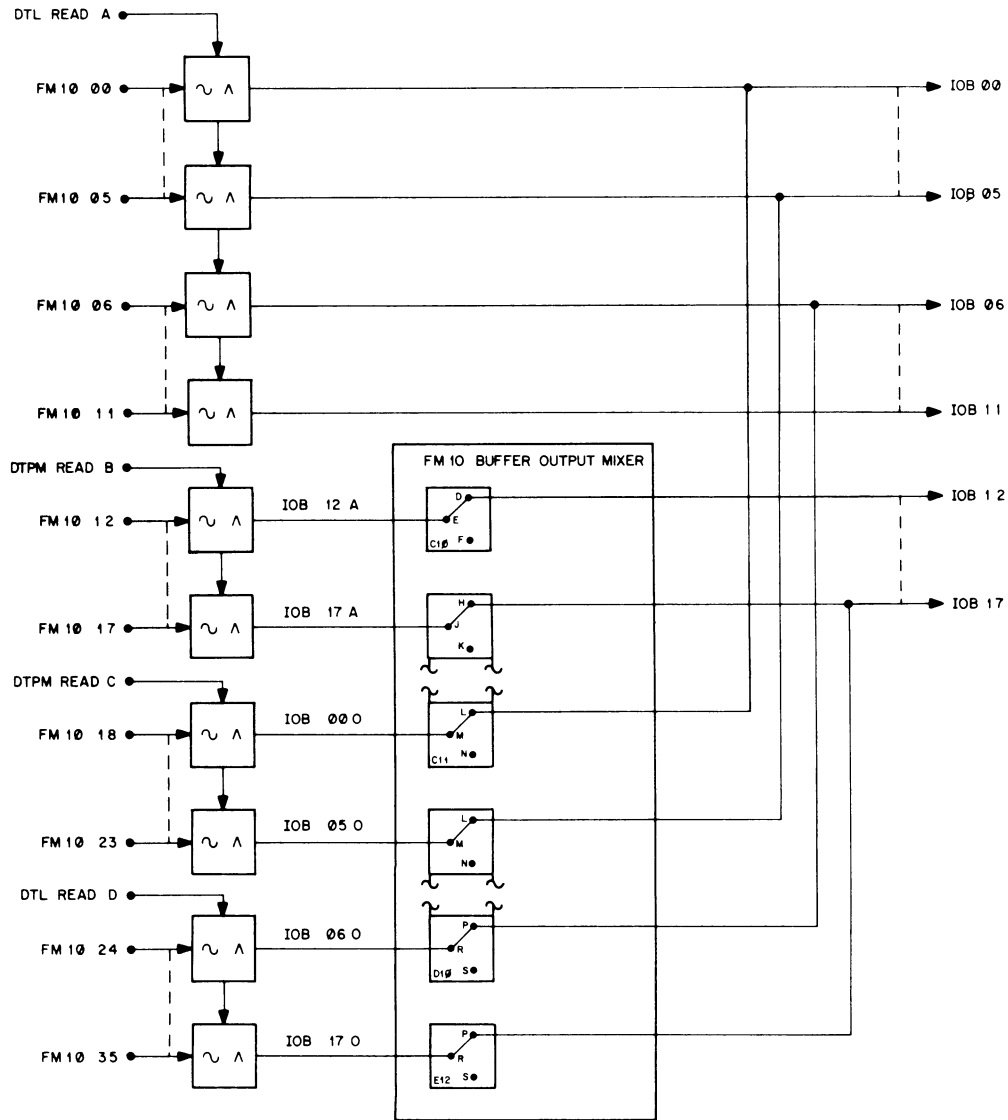 DTL READ A
FM10 00
∿ ∧
IOB 00
FM10 05
∿ ∧
IOB 05
FM10 06
∿ ∧
IOB 06
FM10 11
∿ ∧
IOB 11
FM10 BUFFER OUTPUT MIXER
DTPM READ B
FM10 12
∿ ∧
IOB 12 A
D
E
F
C10
IOB 12
FM10 17
∿ ∧
IOB 17 A
H
J
K
IOB 17
DTPM READ C
FM10 18
∿ ∧
IOB 00 O
L
M
N
C11
FM10 23
∿ ∧
IOB 05 O
L
M
N
DTL READ D
FM10 24
∿ ∧
IOB 06 O
P
R
S
D10
FM10 35
∿ ∧
IOB 17 O
P
R
S
E12